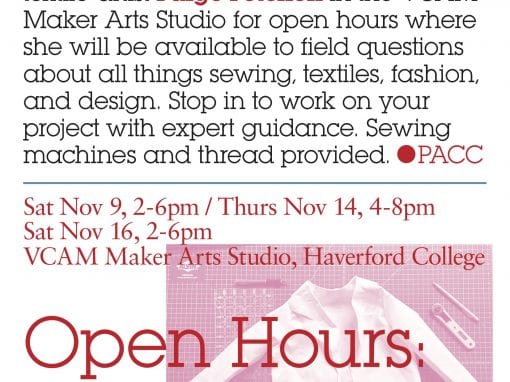 in the VCAM
Maker Arts Studio for open hours where
she will be available to field questions
about all things sewing, textiles, fashion,
and design. Stop in to work on your
project with expert guidance. Sewing
machines and thread provided. ●PACC
Sat Nov 9, 2-6pm / Thurs Nov 14, 4-8pm
Sat Nov 16, 2-6pm
VCAM Maker Arts Studio, Haverford College
Open Hours: